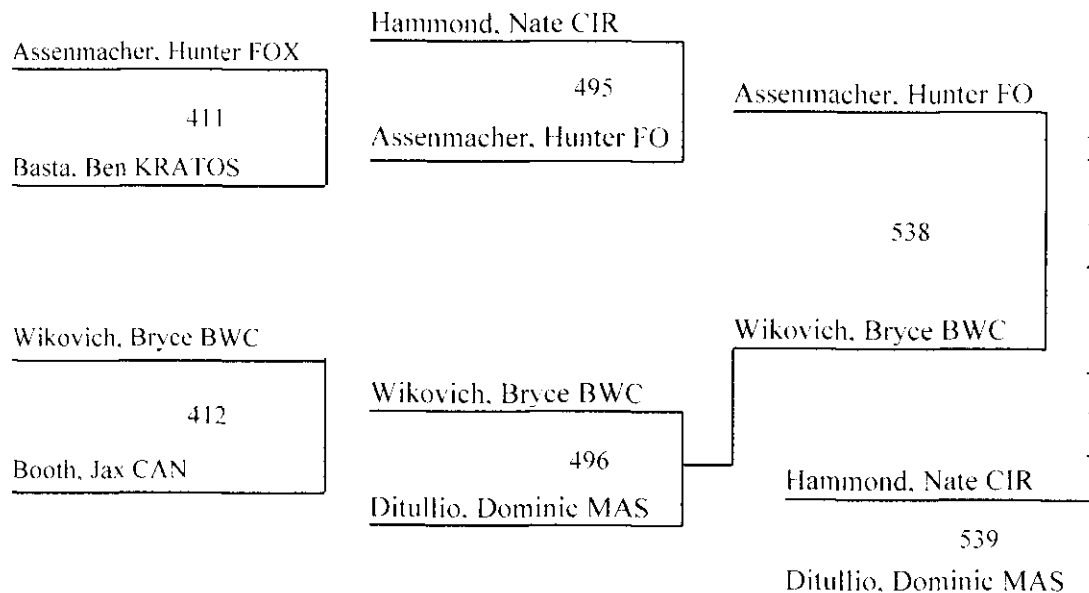 Assenmacher, Hunter FOX
411
Basta, Ben KRATOS
Wikovich, Bryce BWC
412
Booth, Jax CAN
Hammond, Nate CIR
495
Assenmacher, Hunter FO
Wikovich, Bryce BWC
496
Ditullio, Dominic MAS
Assenmacher, Hunter FO
538
Wikovich, Bryce BWC
Hammond, Nate CIR
539
Ditullio, Dominic MAS